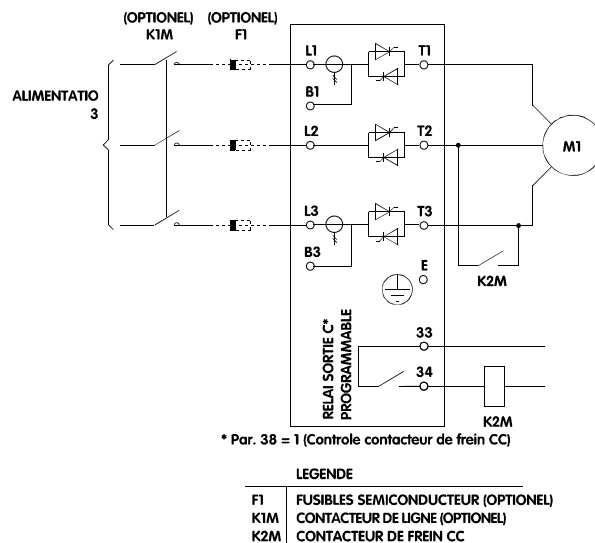 (OPTIONEL) (OPTIONEL)
K1M F1
L1 T1
B1
ALIMENTATIO
3
L2 T2
M1
L3 T3
B3
E
K2M
RELAI SORTIE C*
PROGRAMMABLE
33
34
K2M
* Par. 38 = 1 (Controle contacteur de frein CC)
LEGENDE
F1 FUSIBLES SEMICONDUCTEUR (OPTIONEL)
K1M CONTACTEUR DE LIGNE (OPTIONEL)
K2M CONTACTEUR DE FREIN CC